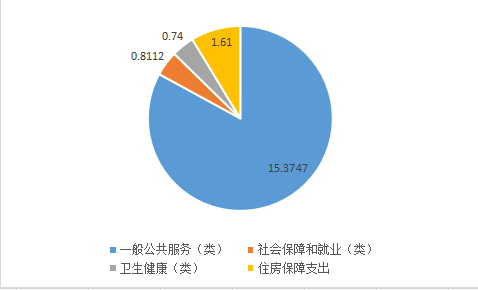 0.74
1.61
0.8112
15.3747
一般公共服务（类） 社会保障和就业（类）
卫生健康（类） 住房保障支出